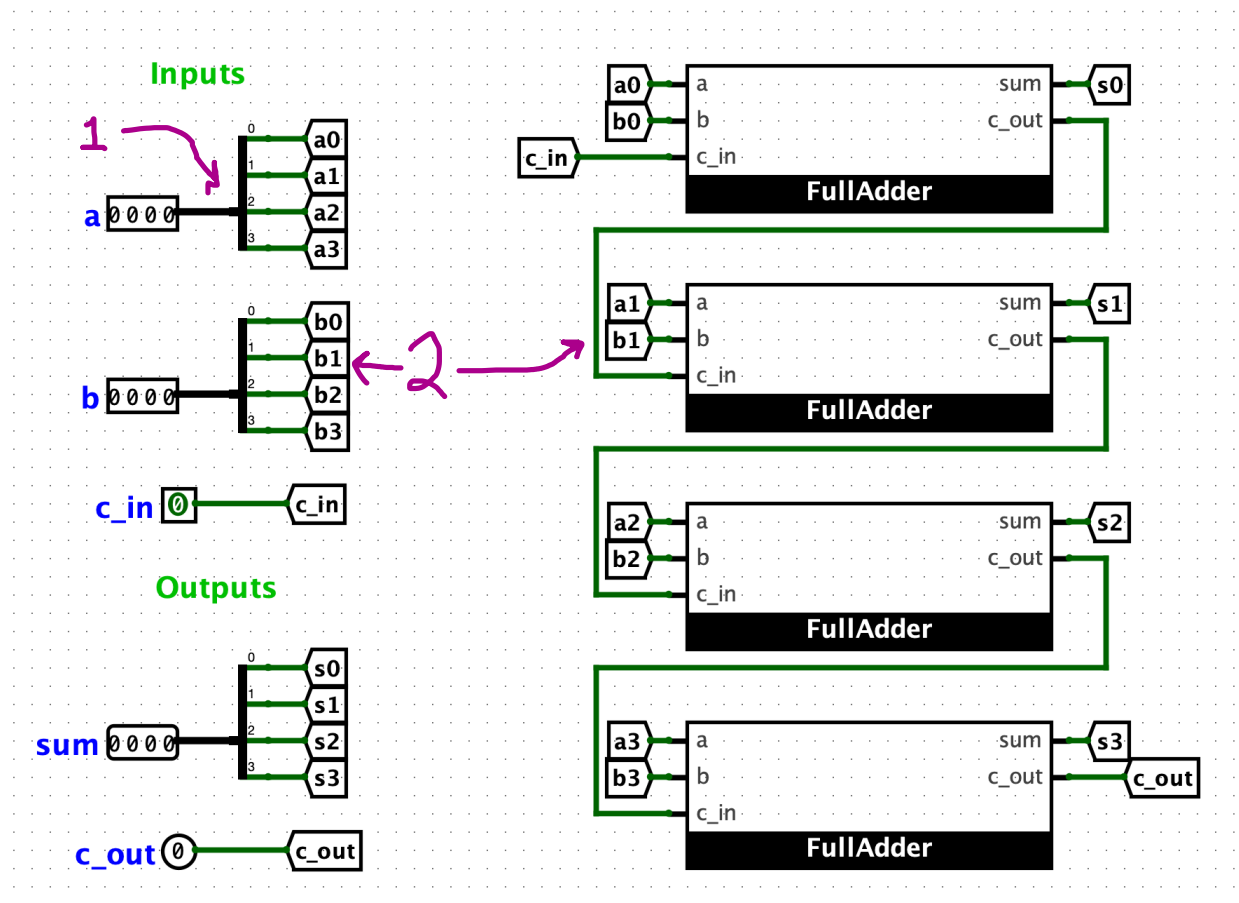 Inputs
1
0
a0
1
a1
a
0000
2
a2
3
a3
0
b0
1
b1
b
0000
2
b2
3
b3
2
c_in
0
c_in
Outputs
0
s0
1
s1
sum
0000
2
s2
3
s3
c_out
0
c_out
a0
a
sum
s0
b0
b
c_out
c_in
c_in
FullAdder
a1
a
sum
s1
b1
b
c_out
c_in
FullAdder
a2
a
sum
s2
b2
b
c_out
c_in
FullAdder
a3
a
sum
s3
b3
b
c_out
c_out
c_in
FullAdder